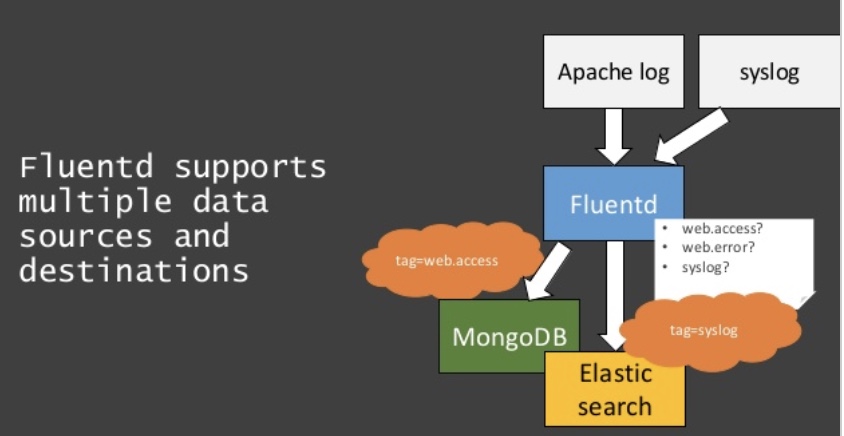 Fluentd supports
multiple data
sources and
destinations
Apache log
syslog
Fluentd
• web.access?
• web.error?
• syslog?
tag=web.access
MongoDB
tag=syslog
Elastic
search